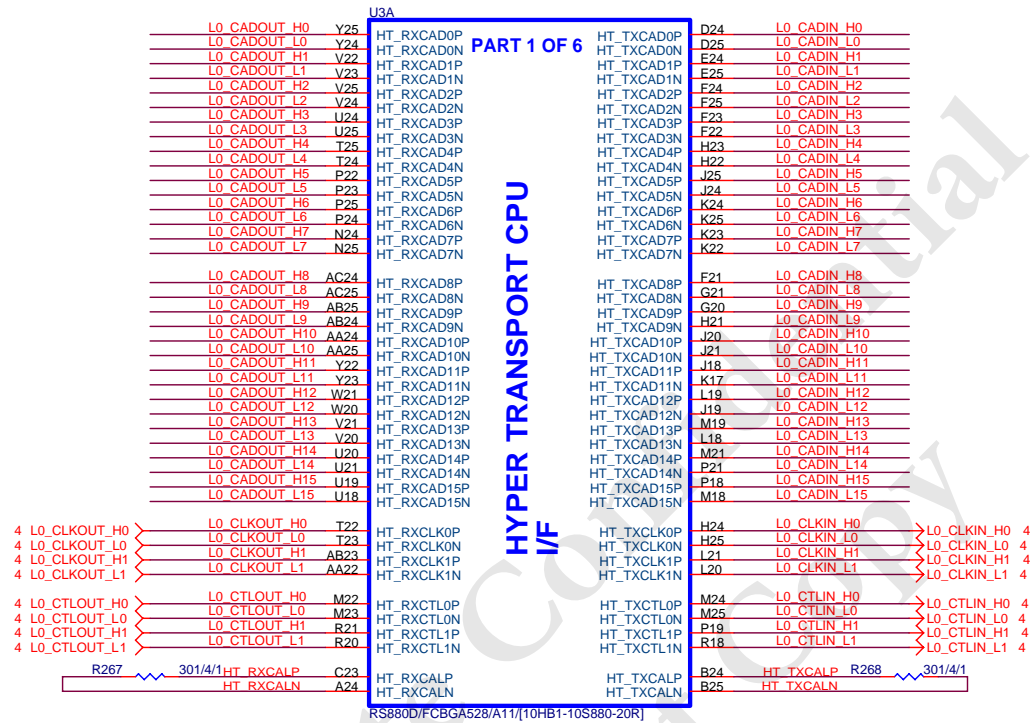 U3A
PART 1 OF 6
HYPER TRANSPORT CPU
I/F
L0_CADOUT_H0 Y25 HT_RXCAD0P HT_TXCAD0P D24 L0_CADIN_H0
L0_CADOUT_L0 Y24 HT_RXCAD0N HT_TXCAD0N D25 L0_CADIN_L0
L0_CADOUT_H1 V22 HT_RXCAD1P HT_TXCAD1P E24 L0_CADIN_H1
L0_CADOUT_L1 V23 HT_RXCAD1N HT_TXCAD1N E25 L0_CADIN_L1
L0_CADOUT_H2 V25 HT_RXCAD2P HT_TXCAD2P F24 L0_CADIN_H2
L0_CADOUT_L2 V24 HT_RXCAD2N HT_TXCAD2N F25 L0_CADIN_L2
L0_CADOUT_H3 U24 HT_RXCAD3P HT_TXCAD3P F23 L0_CADIN_H3
L0_CADOUT_L3 U25 HT_RXCAD3N HT_TXCAD3N F22 L0_CADIN_L3
L0_CADOUT_H4 T25 HT_RXCAD4P HT_TXCAD4P H23 L0_CADIN_H4
L0_CADOUT_L4 T24 HT_RXCAD4N HT_TXCAD4N H22 L0_CADIN_L4
L0_CADOUT_H5 P22 HT_RXCAD5P HT_TXCAD5P J25 L0_CADIN_H5
L0_CADOUT_L5 P23 HT_RXCAD5N HT_TXCAD5N J24 L0_CADIN_L5
L0_CADOUT_H6 P25 HT_RXCAD6P HT_TXCAD6P K24 L0_CADIN_H6
L0_CADOUT_L6 P24 HT_RXCAD6N HT_TXCAD6N K25 L0_CADIN_L6
L0_CADOUT_H7 N24 HT_RXCAD7P HT_TXCAD7P K23 L0_CADIN_H7
L0_CADOUT_L7 N25 HT_RXCAD7N HT_TXCAD7N K22 L0_CADIN_L7
L0_CADOUT_H8 AC24 HT_RXCAD8P HT_TXCAD8P F21 L0_CADIN_H8
L0_CADOUT_L8 AC25 HT_RXCAD8N HT_TXCAD8N G21 L0_CADIN_L8
L0_CADOUT_H9 AB25 HT_RXCAD9P HT_TXCAD9P G20 L0_CADIN_H9
L0_CADOUT_L9 AB24 HT_RXCAD9N HT_TXCAD9N H21 L0_CADIN_L9
L0_CADOUT_H10 AA24 HT_RXCAD10P HT_TXCAD10P J20 L0_CADIN_H10
L0_CADOUT_L10 AA25 HT_RXCAD10N HT_TXCAD10N J21 L0_CADIN_L10
L0_CADOUT_H11 Y22 HT_RXCAD11P HT_TXCAD11P J18 L0_CADIN_H11
L0_CADOUT_L11 Y23 HT_RXCAD11N HT_TXCAD11N K17 L0_CADIN_L11
L0_CADOUT_H12 W21 HT_RXCAD12P HT_TXCAD12P L19 L0_CADIN_H12
L0_CADOUT_L12 W20 HT_RXCAD12N HT_TXCAD12N J19 L0_CADIN_L12
L0_CADOUT_H13 V21 HT_RXCAD13P HT_TXCAD13P M19 L0_CADIN_H13
L0_CADOUT_L13 V20 HT_RXCAD13N HT_TXCAD13N L18 L0_CADIN_L13
L0_CADOUT_H14 U20 HT_RXCAD14P HT_TXCAD14P M21 L0_CADIN_H14
L0_CADOUT_L14 U21 HT_RXCAD14N HT_TXCAD14N P21 L0_CADIN_L14
L0_CADOUT_H15 U19 HT_RXCAD15P HT_TXCAD15P P18 L0_CADIN_H15
L0_CADOUT_L15 U18 HT_RXCAD15N HT_TXCAD15N M18 L0_CADIN_L15
4 L0_CLKOUT_H0 L0_CLKOUT_H0 T22 HT_RXCLK0P HT_TXCLK0P H24 L0_CLKIN_H0 L0_CLKIN_H0 4
4 L0_CLKOUT_L0 L0_CLKOUT_L0 T23 HT_RXCLK0N HT_TXCLK0N H25 L0_CLKIN_L0 L0_CLKIN_L0 4
4 L0_CLKOUT_H1 L0_CLKOUT_H1 AB23 HT_RXCLK1P HT_TXCLK1P L21 L0_CLKIN_H1 L0_CLKIN_H1 4
4 L0_CLKOUT_L1 L0_CLKOUT_L1 AA22 HT_RXCLK1N HT_TXCLK1N L20 L0_CLKIN_L1 L0_CLKIN_L1 4
4 L0_CTLOUT_H0 L0_CTLOUT_H0 M22 HT_RXCTL0P HT_TXCTL0P M24 L0_CTLIN_H0 L0_CTLIN_H0 4
4 L0_CTLOUT_L0 L0_CTLOUT_L0 M23 HT_RXCTL0N HT_TXCTL0N M25 L0_CTLIN_L0 L0_CTLIN_L0 4
4 L0_CTLOUT_H1 L0_CTLOUT_H1 R21 HT_RXCTL1P HT_TXCTL1P P19 L0_CTLIN_H1 L0_CTLIN_H1 4
4 L0_CTLOUT_L1 L0_CTLOUT_L1 R20 HT_RXCTL1N HT_TXCTL1N R18 L0_CTLIN_L1 L0_CTLIN_L1 4
R267 301/4/1 HT_RXCALP C23 HT_RXCALP HT_TXCALP B24 HT_TXCALP R268 301/4/1
HT_RXCALN A24 HT_RXCALN HT_TXCALN B25 HT_TXCALN
RS880D/FCBGA528/A11/[10HB1-10S880-20R]
Confidential
Copy